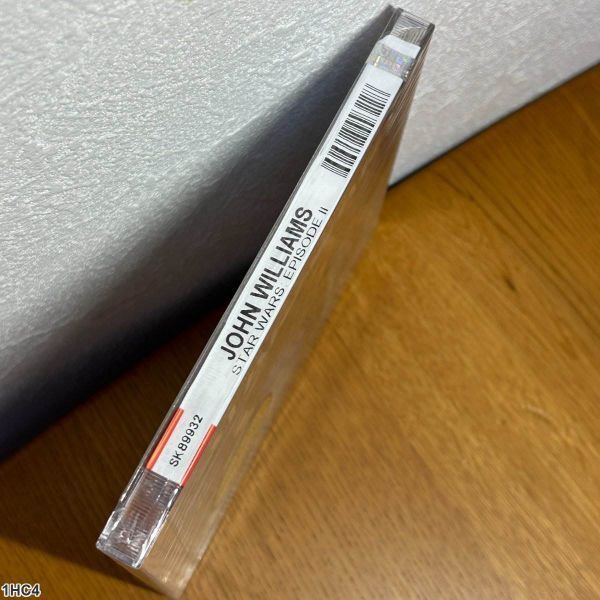 JOHN WILLIAMS
STAR WARS: EPISODE II
SK 89932
1HC4